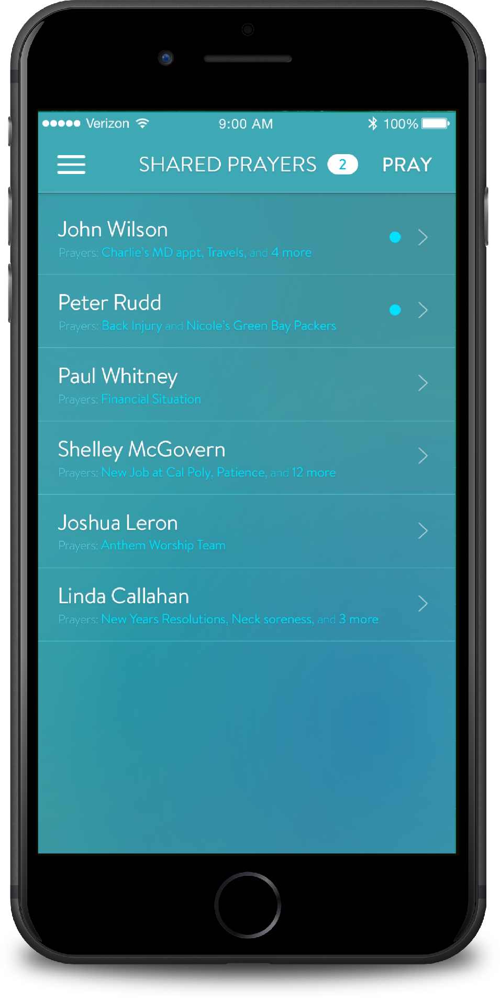 Verizon 9:00 AM 100%
SHARED PRAYERS 2 PRAY
John Wilson
Prayers: Charlie's MD appt, Travels, and 4 more
Peter Rudd
Prayers: Back Injury and Nicole's Green Bay Packers
Paul Whitney
Prayers: Financial Situation
Shelley McGovern
Prayers: New Job at Cal Poly, Patience, and 12 more
Joshua Leron
Prayers: Anthem Worship Team
Linda Callahan
Prayers: New Years Resolutions, Neck soreness, and 3 more